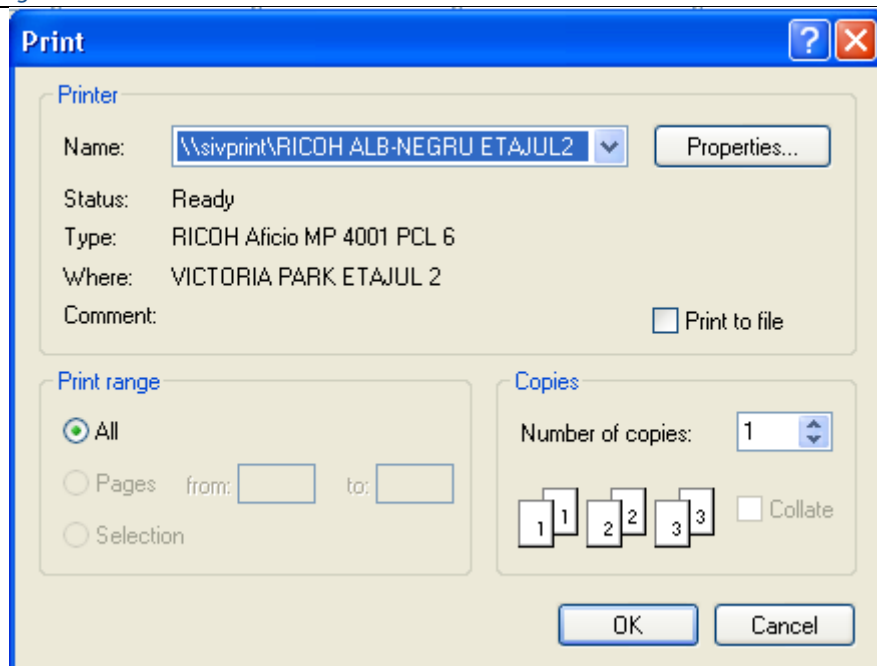 Print
Printer
Name: \\sivprint\RICOH ALB-NEGRU ETAJUL2 Properties...
Status: Ready
Type: RICOH Aficio MP 4001 PCL 6
Where: VICTORIA PARK ETAJUL 2
Comment: Print to file
Print range
All
Pages from: to:
Selection
Copies
Number of copies: 1
1 1 2 2 3 3 Collate
OK Cancel